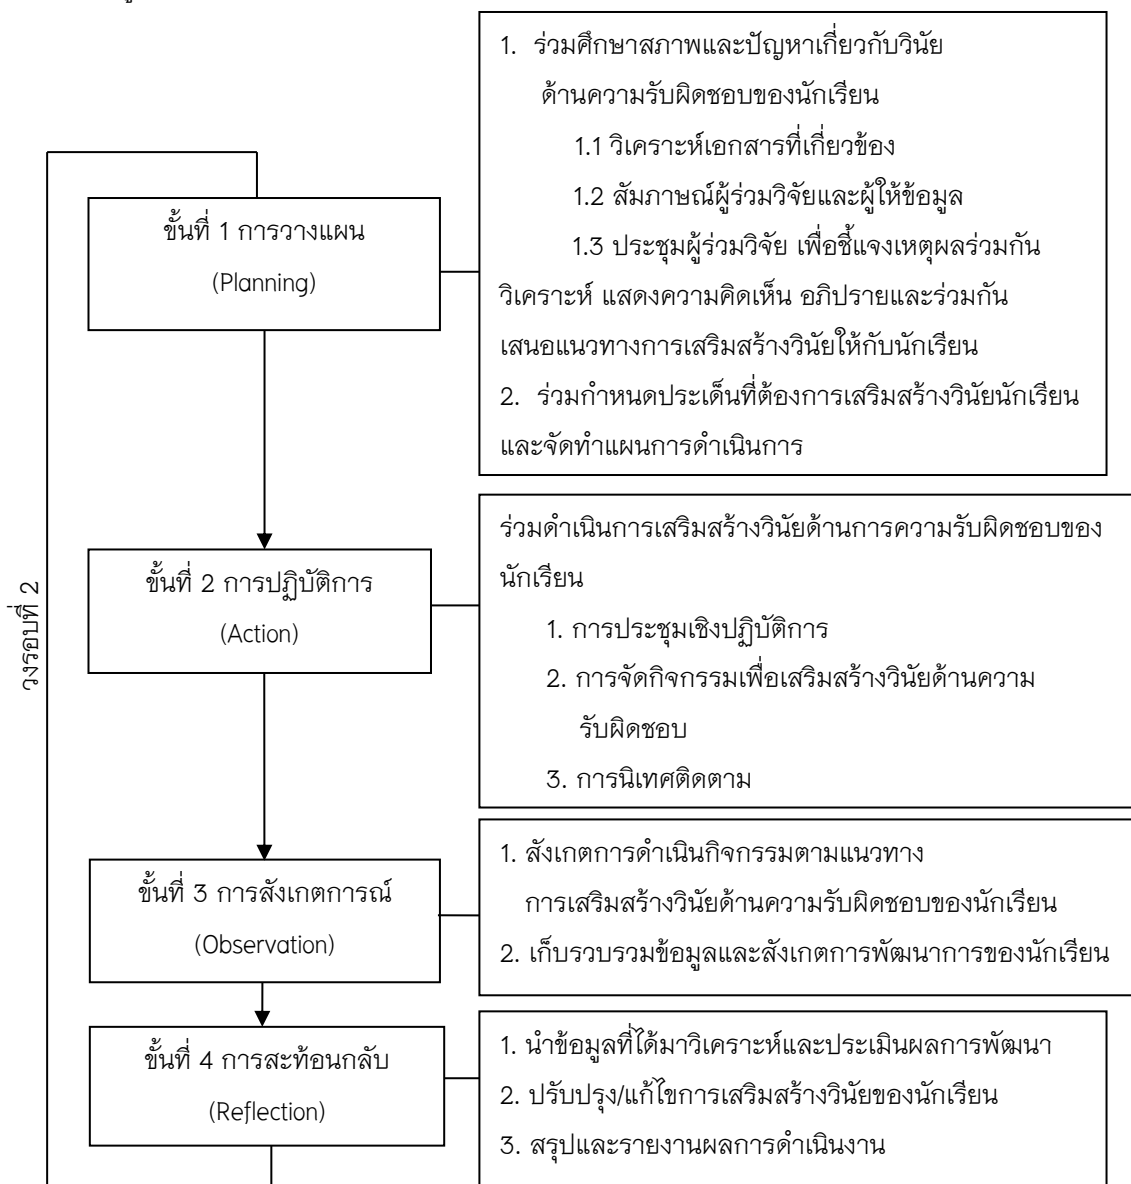 1. ร่วมศึกษาสภาพและปัญหาเกี่ยวกับวินัย
ด้านความรับผิดชอบของนักเรียน
1.1 วิเคราะห์เอกสารที่เกี่ยวข้อง
1.2 สัมภาษณ์ผู้ร่วมวิจัยและผู้ให้ข้อมูล
1.3 ประชุมผู้ร่วมวิจัย เพื่อชี้แจงเหตุผลร่วมกัน
วิเคราะห์ แสดงความคิดเห็น อภิปรายและร่วมกัน
เสนอแนวทางการเสริมสร้างวินัยให้กับนักเรียน
2. ร่วมกำหนดประเด็นที่ต้องการเสริมสร้างวินัยนักเรียน
และจัดทำแผนการดำเนินการ
ขั้นที่ 1 การวางแผน
(Planning)
ร่วมดำเนินการเสริมสร้างวินัยด้านการความรับผิดชอบของ
นักเรียน
1. การประชุมเชิงปฏิบัติการ
2. การจัดกิจกรรมเพื่อเสริมสร้างวินัยด้านความ
รับผิดชอบ
3. การนิเทศติดตาม
ขั้นที่ 2 การปฏิบัติการ
(Action)
วงรอบที่ 2
1. สังเกตการดำเนินกิจกรรมตามแนวทาง
การเสริมสร้างวินัยด้านความรับผิดชอบของนักเรียน
2. เก็บรวบรวมข้อมูลและสังเกตการพัฒนาการของนักเรียน
ขั้นที่ 3 การสังเกตการณ์
(Observation)
1. นำข้อมูลที่ได้มาวิเคราะห์และประเมินผลการพัฒนา
2. ปรับปรุง/แก้ไขการเสริมสร้างวินัยของนักเรียน
3. สรุปและรายงานผลการดำเนินงาน
ขั้นที่ 4 การสะท้อนกลับ
(Reflection)